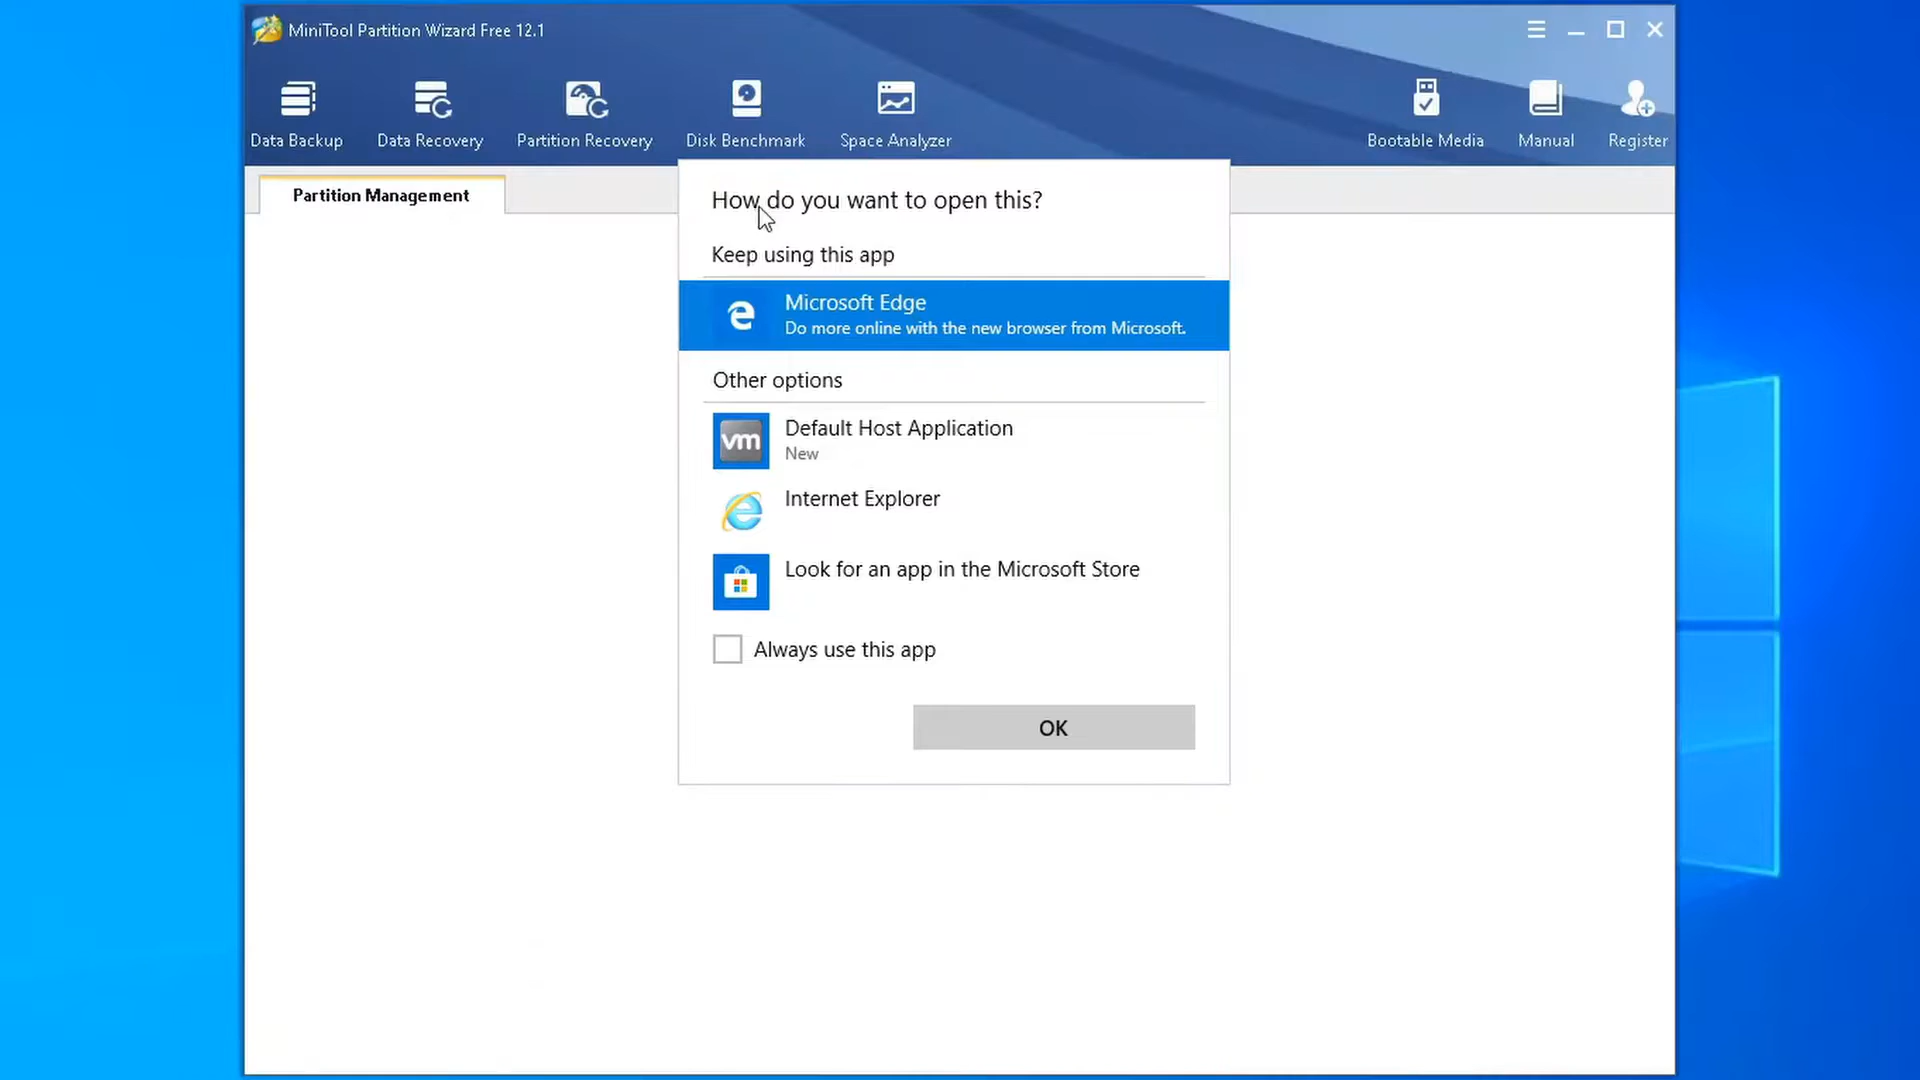 MiniTool Partition Wizard Free 12.1
Data Backup
Data Recovery
Partition Recovery
Disk Benchmark
Space Analyzer
Bootable Media
Manual
Register
Partition Management
How do you want to open this?
Keep using this app
Microsoft Edge
Do more online with the new browser from Microsoft.
Other options
vm
Default Host Application
New
Internet Explorer
Look for an app in the Microsoft Store
Always use this app
OK